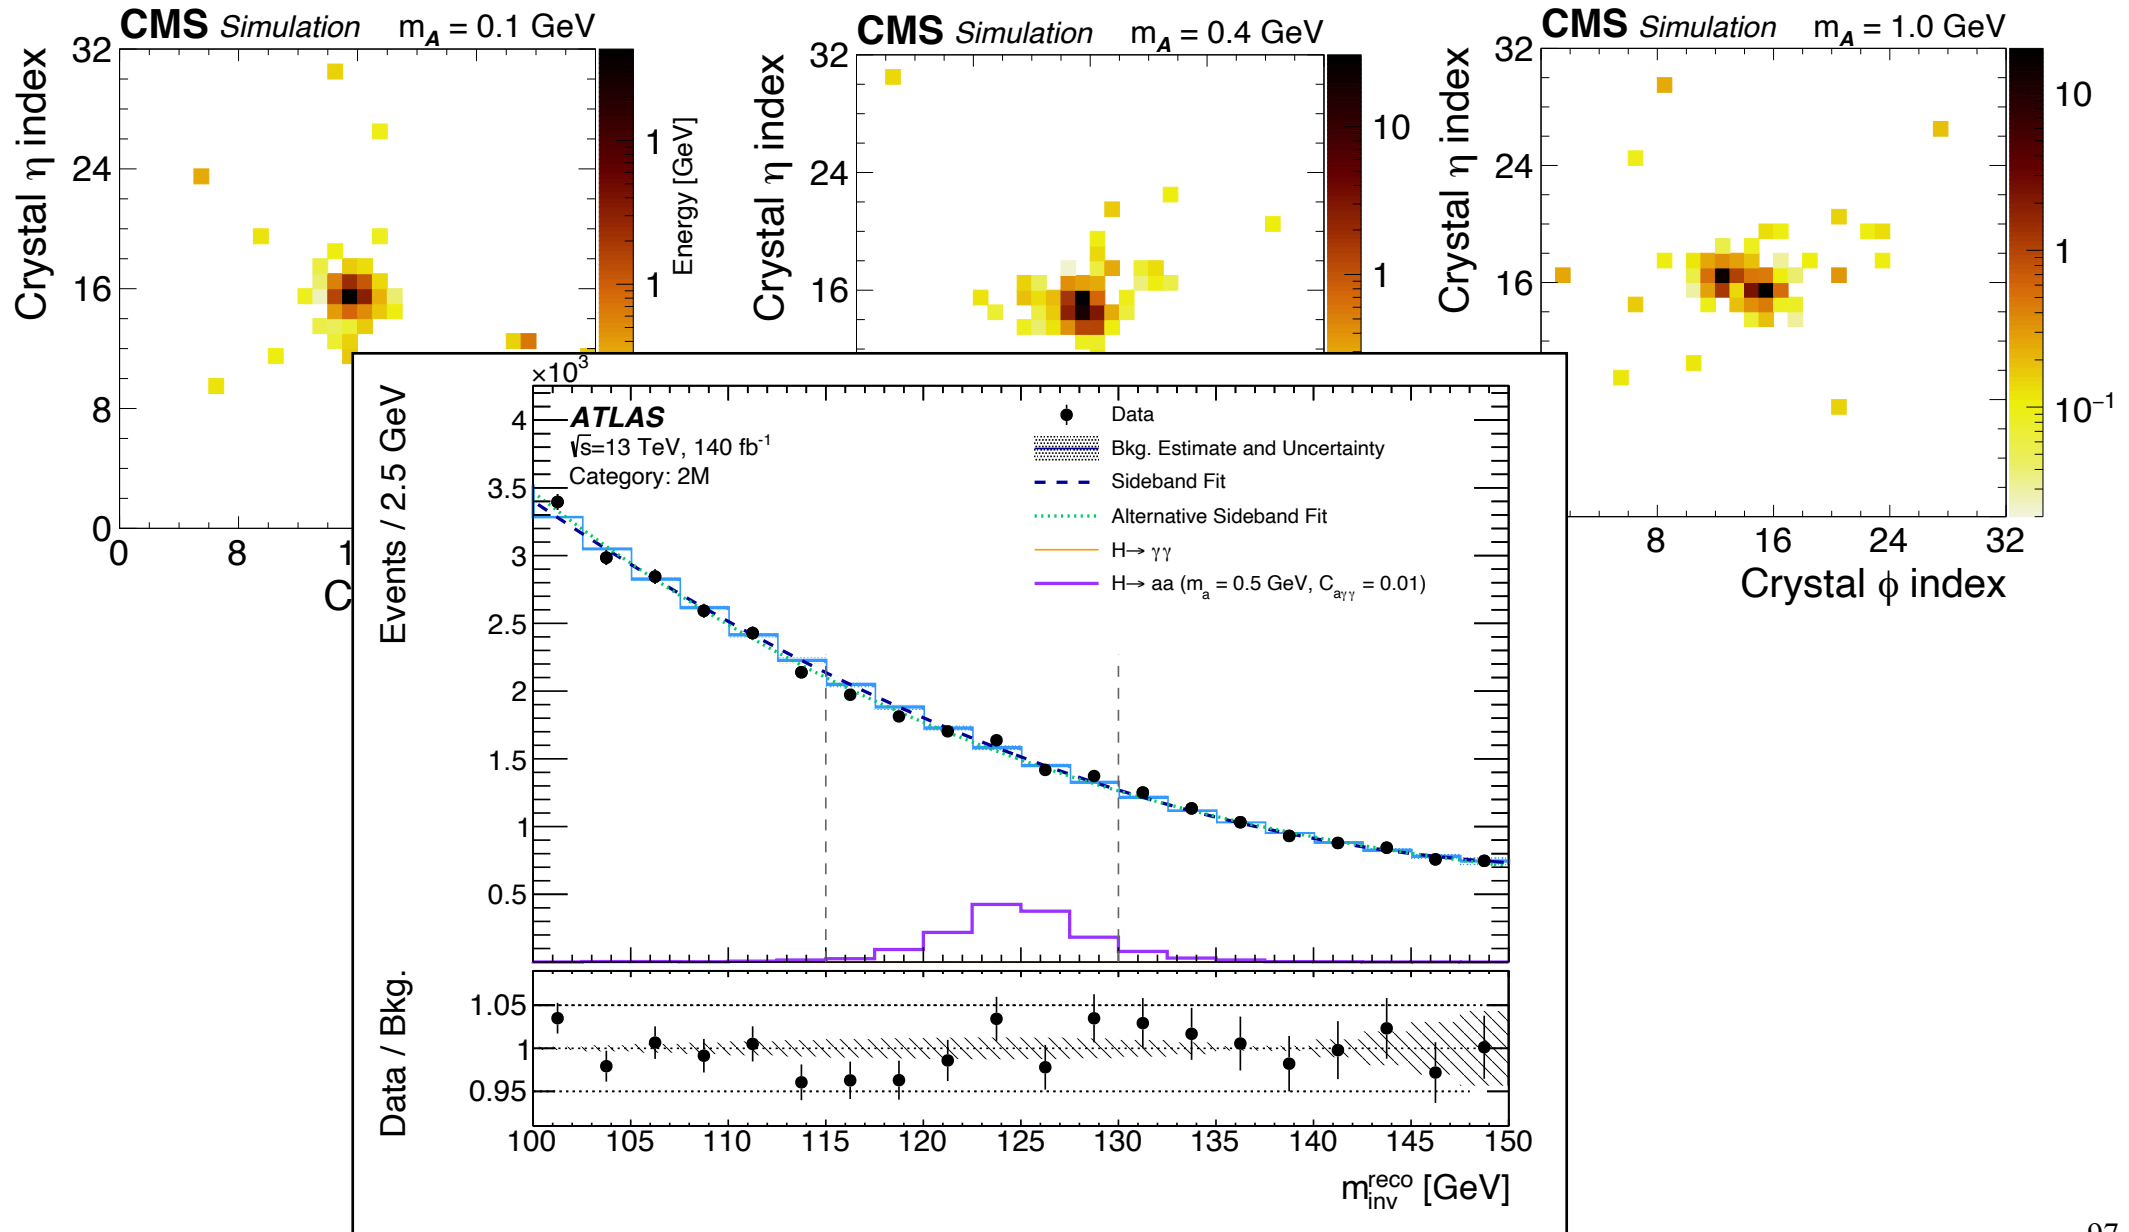 CMS Simulation m_A = 0.1 GeV
32
24
16
8
0
Crystal η index
0 8 1
C
1
1
Energy [GeV]
CMS Simulation m_A = 0.4 GeV
32
24
16
Crystal η index
10
1
CMS Simulation m_A = 1.0 GeV
32
24
16
Crystal η index
8 16 24 32
Crystal ϕ index
10
1
10⁻¹
×10³
ATLAS
√s=13 TeV, 140 fb⁻¹
Category: 2M
Data
Bkg. Estimate and Uncertainty
Sideband Fit
Alternative Sideband Fit
H→ γγ
H→ aa (m_a = 0.5 GeV, C_aγγ = 0.01)
Events / 2.5 GeV
4
3.5
3
2.5
2
1.5
1
0.5
Data / Bkg.
1.05
1
0.95
100 105 110 115 120 125 130 135 140 145 150
m_inv^reco [GeV]